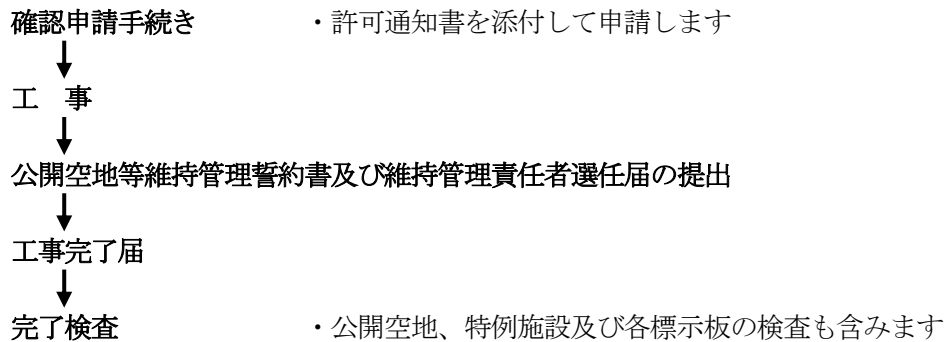 確認申請手続き　　　　・許可通知書を添付して申請します
工　事
公開空地等維持管理誓約書及び維持管理責任者選任届の提出
工事完了届
完了検査　　　　　　　・公開空地、特例施設及び各標示板の検査も含みます